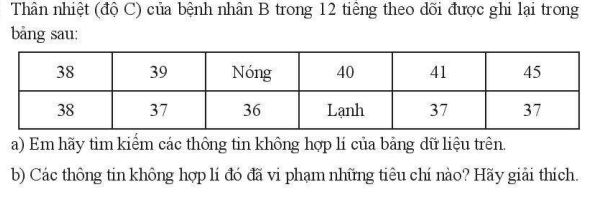 Thân nhiệt (độ C) của bệnh nhân B trong 12 tiếng theo dõi được ghi lại trong
bảng sau:
38 39 Nóng 40 41 45
38 37 36 Lạnh 37 37
a) Em hãy tìm kiếm các thông tin không hợp lí của bảng dữ liệu trên.
b) Các thông tin không hợp lí đó đã vi phạm những tiêu chí nào? Hãy giải thích.